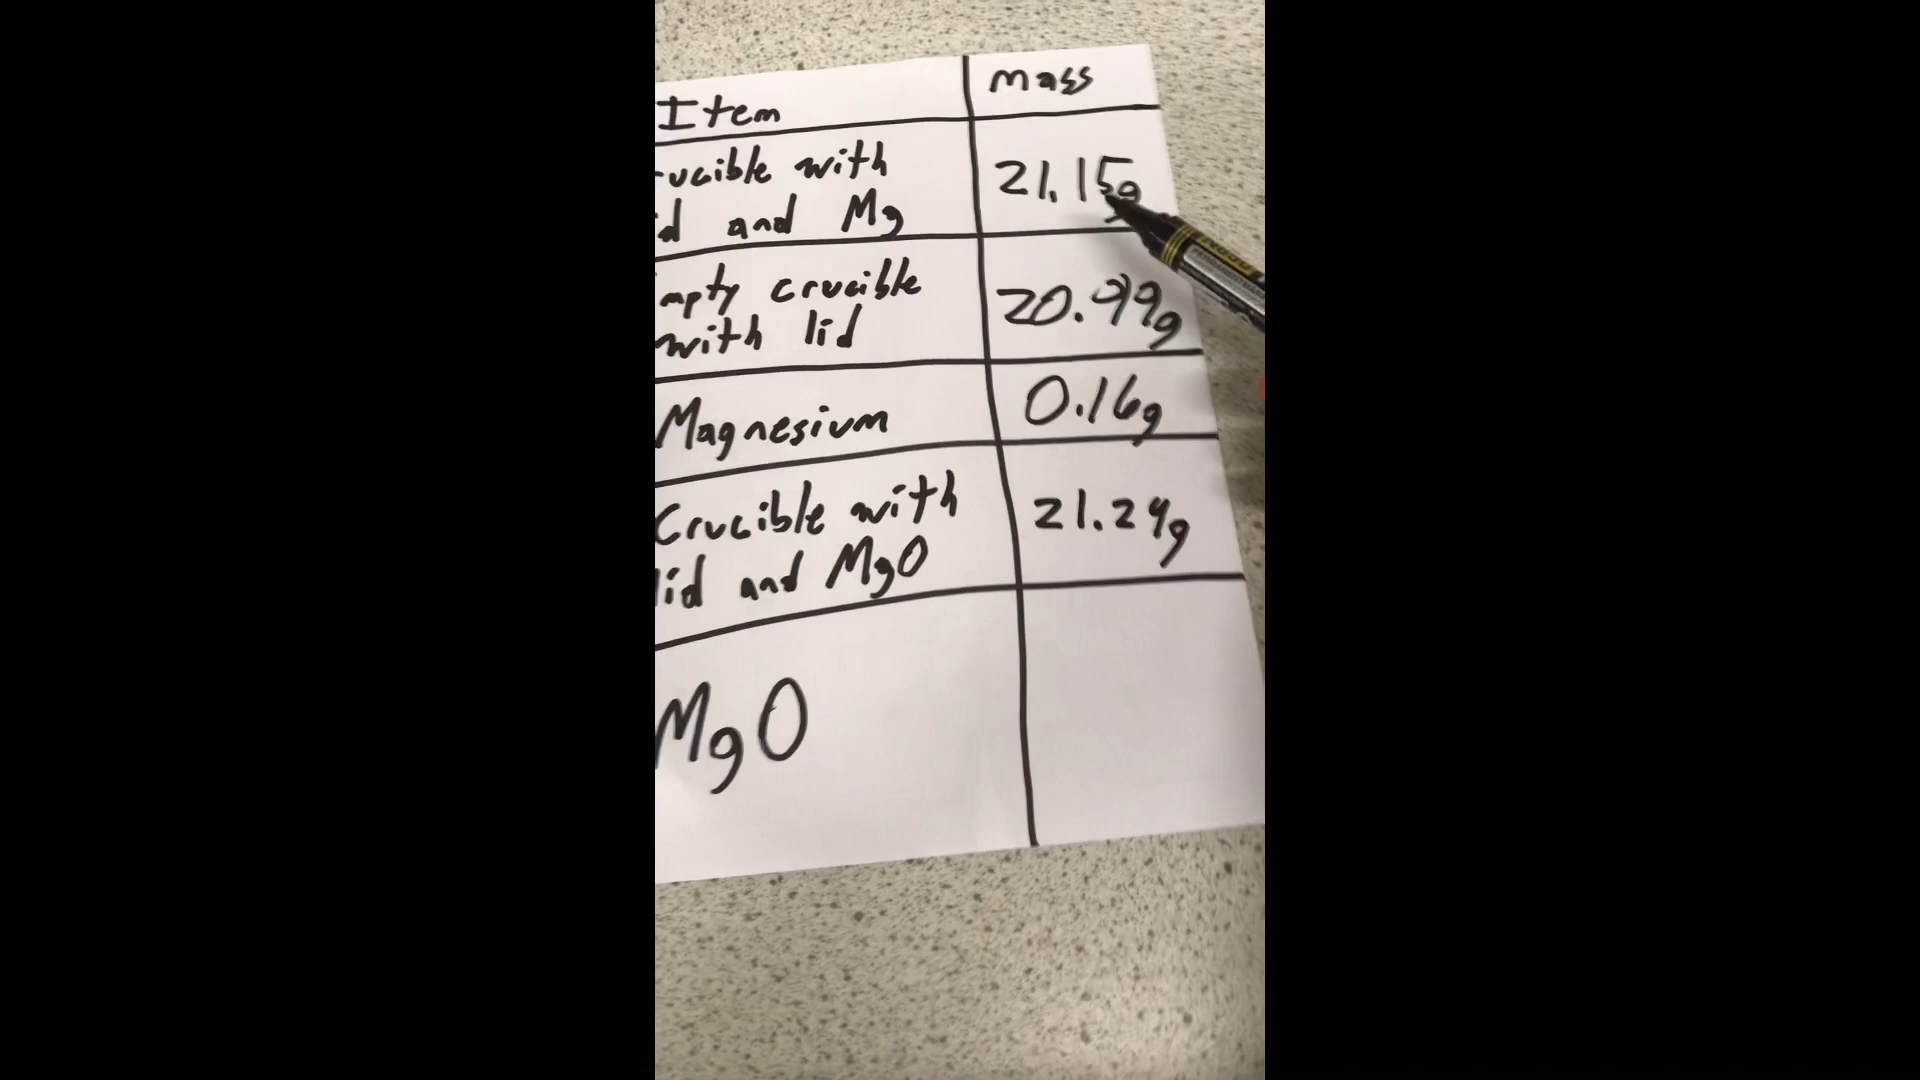 Item
mass
rucible with
d and Mg
21.15g
mpty crucible
with lid
20.99g
Magnesium
0.16g
Crucible with
lid and MgO
21.24g
MgO